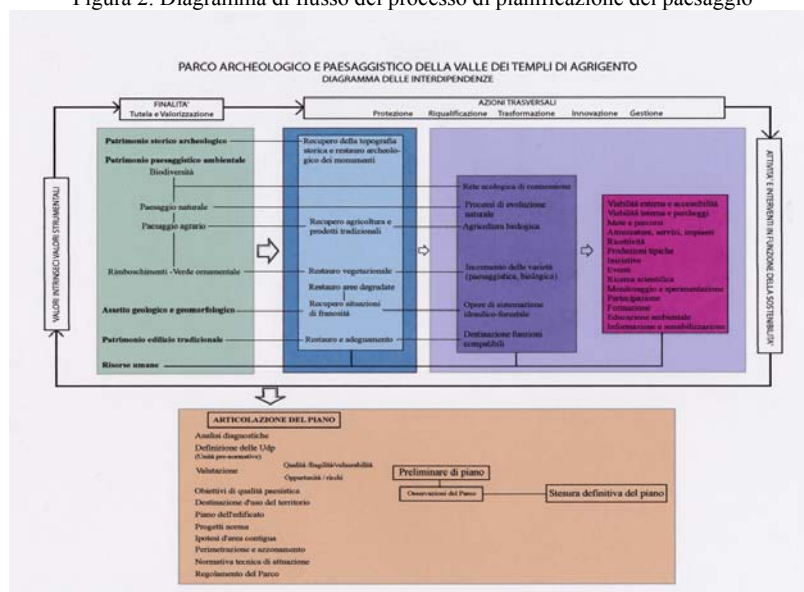 Figura 2. Diagramma di flusso del processo di pianificazione del paesaggio
PARCO ARCHEOLOGICO E PAESAGGISTICO DELLA VALLE DEI TEMPLI DI AGRIGENTO
DIAGRAMMA DELLE INTERDIPENDENZE
FINALITA'
Tutela e Valorizzazione
AZIONI TRASVERSALI
Protezione Riqualificazione Trasformazione Innovazione Gestione
VALORI INTRINSECI VALORI STRUMENTALI
Patrimonio storico archeologico
Patrimonio paesaggistico ambientale
Biodiversità
Paesaggio naturale
Paesaggio agrario
Rimboschimenti -Verde ornamentale
Assetto geologico e geomorfologico
Patrimonio edificio tradizionale
Risorse umane
Recupero della topografia
storica e restauro archeolo-
gico dei monumenti
Recupero agricoltura e
prodotti tradizionali
Restauro vegetazionale
Restauro aree degradate
Recupero situazioni
di franosità
Restauro e adeguamento
Rete ecologica di connessione
Processi di evoluzione
naturale
Agricoltura biologica
Incremento delle varietà
(paesaggistica, biologica)
Opere di sistemazione
idraulico-forestale
Destinazione funzioni
compatibili
Viabilità esterna e accessibilità
Viabilità interna e parcheggi
Mete e percorsi
Attrezzature, servizi, impianti
Ricettività
Produzioni tipiche
Iniziative
Eventi
Ricerca scientifica
Monitoraggio e sperimentazione
Partecipazione
Formazione
Educazione ambientale
Informazione e sensibilizzazione
ATTIVITA' E INTERVENTI IN FUNZIONE DELLA SOSTENIBILITA'
ARTICOLAZIONE DEL PIANO
Analisi diagnostiche
Definizione delle Udp
(Unità pre-normative)
Valutazione
Qualità /fragilità/vulnerabilità
Opportunità / rischi
Obiettivi di qualità paesistica
Destinazione d'uso del territorio
Piano dell'edificato
Progetti norma
Ipotesi d'area contigua
Perimetrazione e azzonamento
Normativa tecnica di attuazione
Regolamento del Parco
Preliminare di piano
Osservazioni del Parco
Stesura definitiva del piano